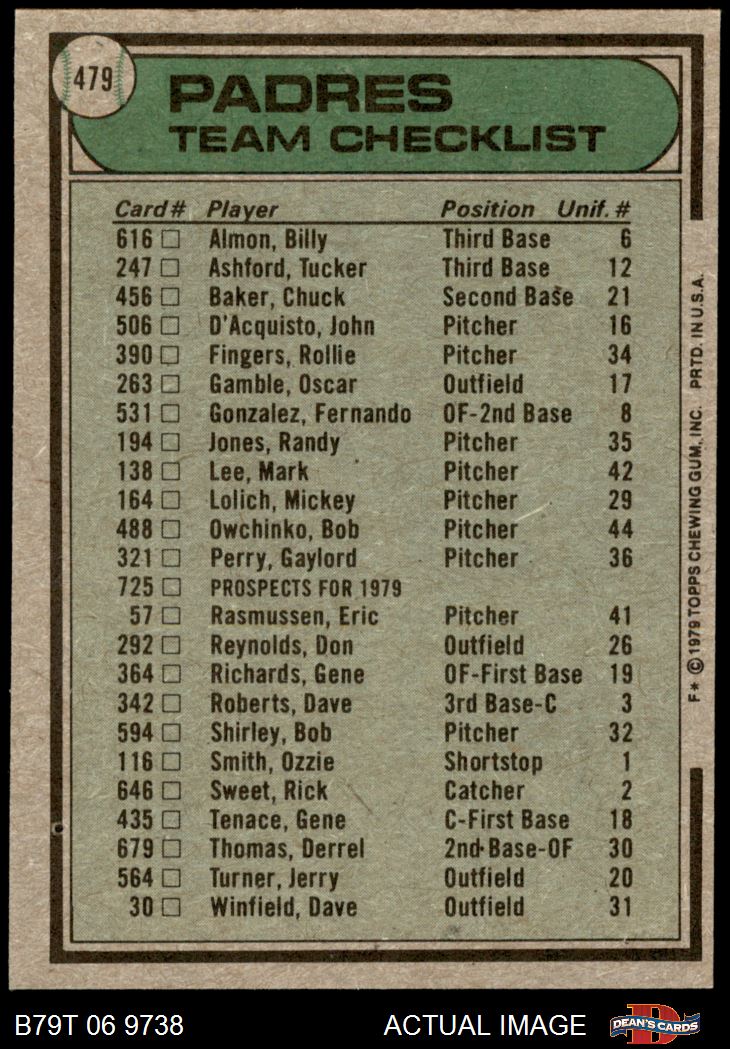 479
PADRES
TEAM CHECKLIST
Card # Player Position Unif. #
616 Almon, Billy Third Base 6
247 Ashford, Tucker Third Base 12
456 Baker, Chuck Second Base 21
506 D'Acquisto, John Pitcher 16
390 Fingers, Rollie Pitcher 34
263 Gamble, Oscar Outfield 17
531 Gonzalez, Fernando OF-2nd Base 8
194 Jones, Randy Pitcher 35
138 Lee, Mark Pitcher 42
164 Lolich, Mickey Pitcher 29
488 Owchinko, Bob Pitcher 44
321 Perry, Gaylord Pitcher 36
725 PROSPECTS FOR 1979
57 Rasmussen, Eric Pitcher 41
292 Reynolds, Don Outfield 26
364 Richards, Gene OF-First Base 19
342 Roberts, Dave 3rd Base-C 3
594 Shirley, Bob Pitcher 32
116 Smith, Ozzie Shortstop 1
646 Sweet, Rick Catcher 2
435 Tenace, Gene C-First Base 18
679 Thomas, Derrel 2nd Base-OF 30
564 Turner, Jerry Outfield 20
30 Winfield, Dave Outfield 31
F* © 1979 TOPPS CHEWING GUM, INC. PRTD. IN U.S.A.
B79T 06 9738 ACTUAL IMAGE DEAN'S CARDS